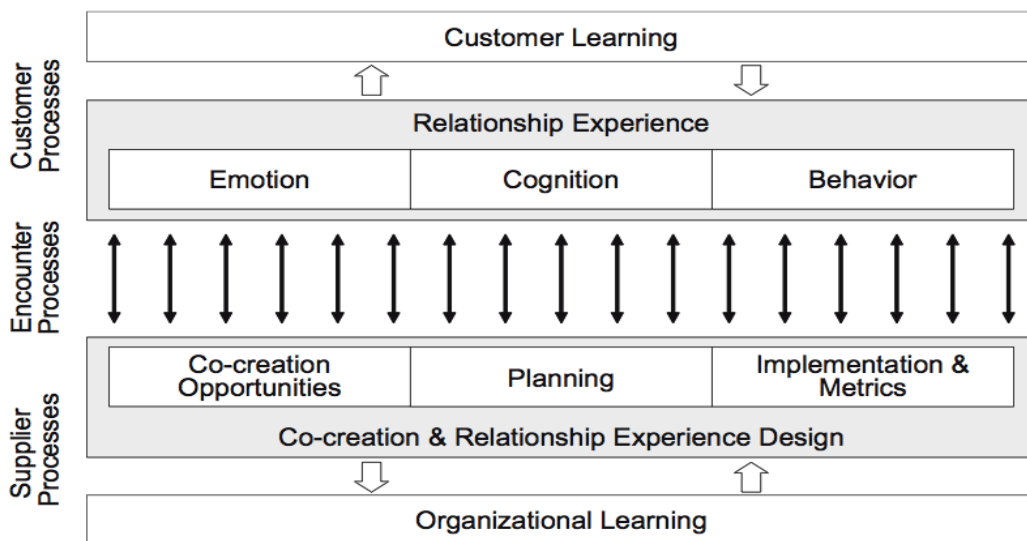 Customer Learning
Customer
Processes
Relationship Experience
Emotion
Cognition
Behavior
Encounter
Processes
Co-creation
Opportunities
Planning
Implementation &
Metrics
Supplier
Processes
Co-creation & Relationship Experience Design
Organizational Learning